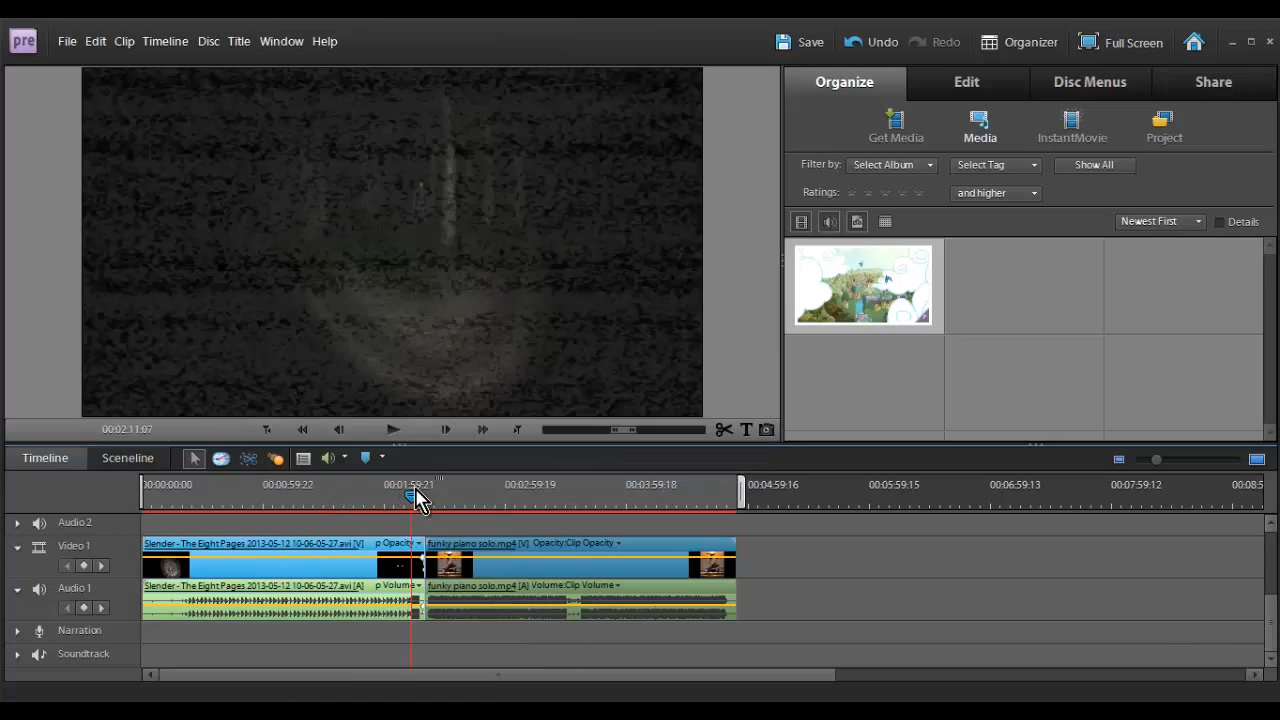 pre File Edit Clip Timeline Disc Title Window Help Save Undo Redo Organizer Full Screen
Organize Edit Disc Menus Share
Get Media Media InstantMovie Project
Filter by: Select Album Select Tag Show All
Ratings: and higher
Newest First Details
00:02:11:07
Timeline Sceneline
00:00:00:00 00:00:59:22 00:01:59:21 00:02:59:19 00:03:59:18 00:04:59:16 00:05:59:15 00:06:59:13 00:07:59:12 00:08:5
Audio 2
Video 1 Slender - The Eight Pages 2013-05-12 10-06-05-27.avi [V] p Opacity funky piano solo.mp4 [V] Opacity:Clip Opacity
Audio 1 Slender - The Eight Pages 2013-05-12 10-06-05-27.avi [A] p Volume funky piano solo.mp4 [A] Volume:Clip Volume
Narration
Soundtrack